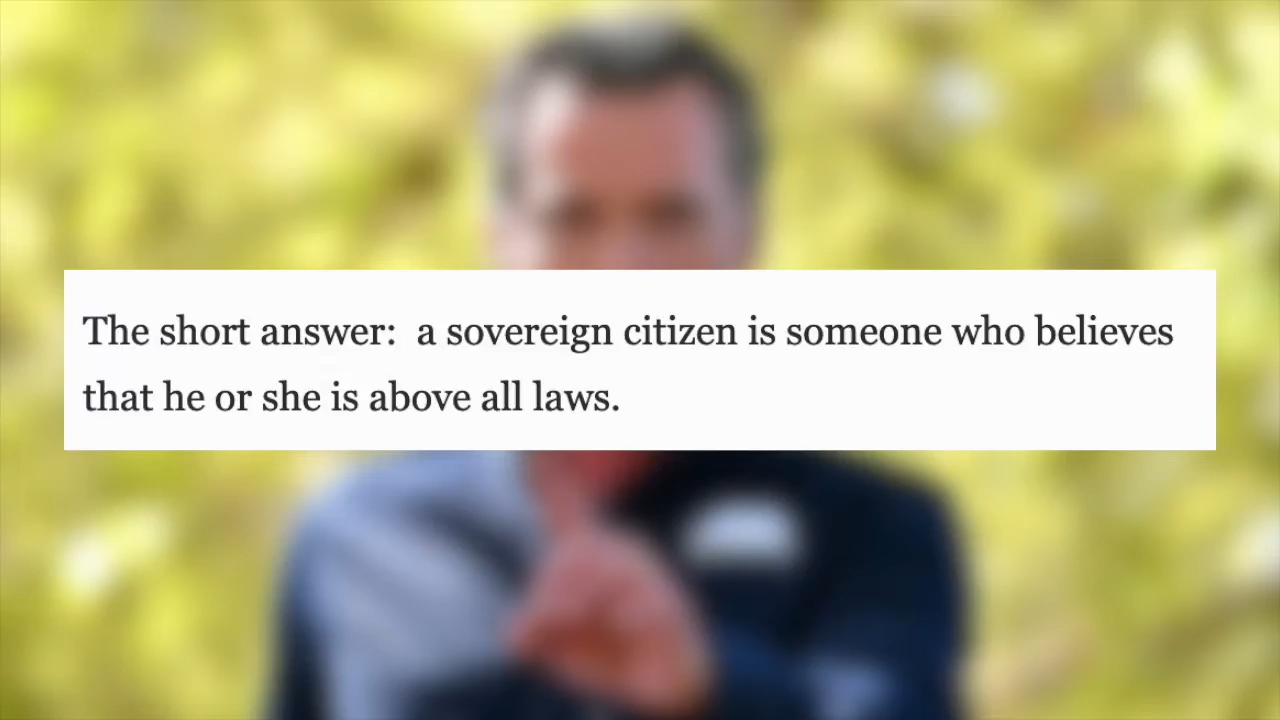 The short answer:  a sovereign citizen is someone who believes
that he or she is above all laws.